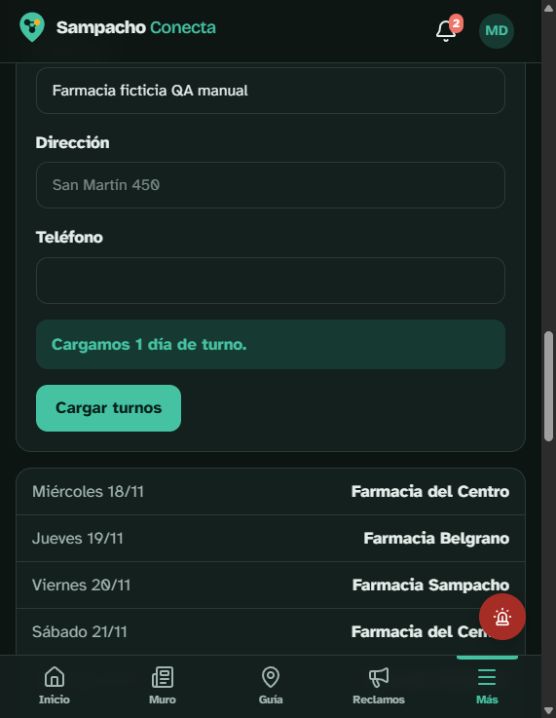 Sampacho Conecta
2
MD
Farmacia ficticia QA manual
Dirección
San Martín 450
Teléfono
Cargamos 1 día de turno.
Cargar turnos
Miércoles 18/11 Farmacia del Centro
Jueves 19/11 Farmacia Belgrano
Viernes 20/11 Farmacia Sampacho
Sábado 21/11 Farmacia del
Inicio Muro Guía Reclamos Más